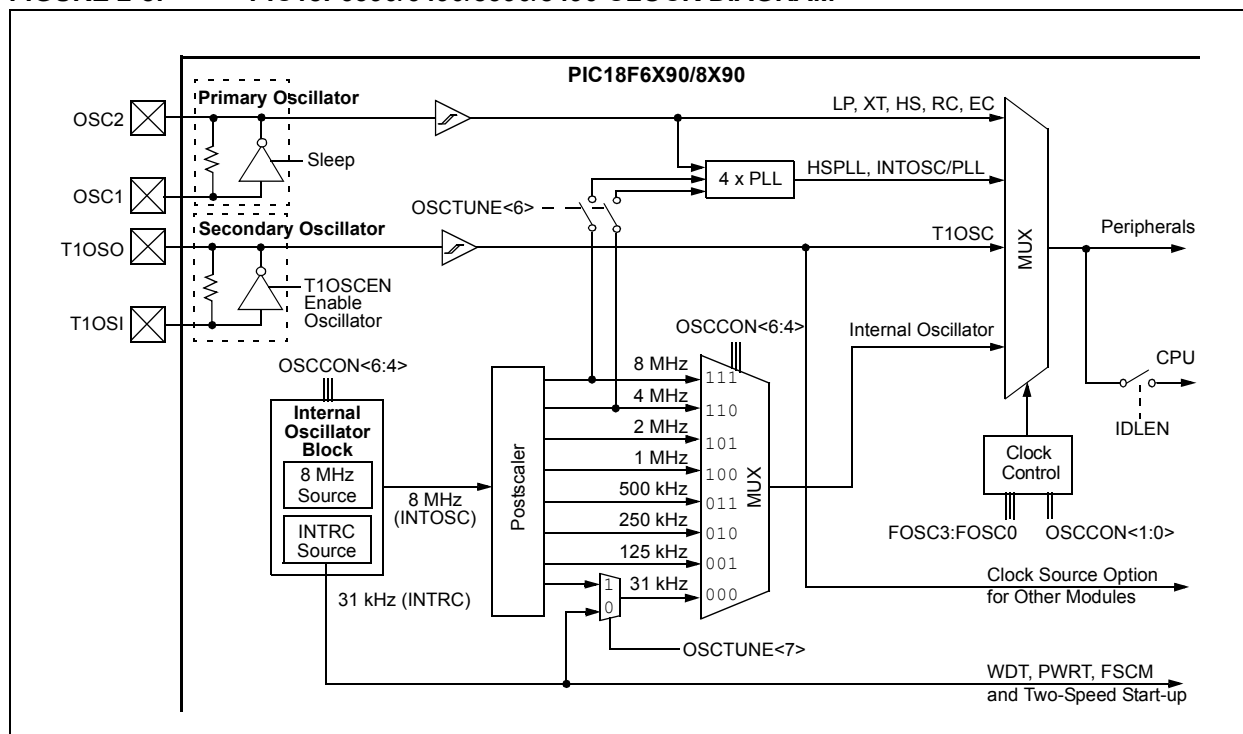 PIC18F6X90/8X90
Primary Oscillator
LP, XT, HS, RC, EC
OSC2
Sleep
4 x PLL
HSPLL, INTOSC/PLL
OSC1
OSCTUNE<6>
Secondary Oscillator
T1OSO
T1OSC
Peripherals
MUX
T1OSCEN
Enable
Oscillator
T1OSI
OSCCON<6:4>
Internal Oscillator
OSCCON<6:4>
CPU
IDLEN
Internal
Oscillator
Block
8 MHz
Source
INTRC
Source
8 MHz
(INTOSC)
31 kHz (INTRC)
Postscaler
8 MHz
111
4 MHz
110
2 MHz
101
1 MHz
100
500 kHz
011
250 kHz
010
125 kHz
001
1
0
31 kHz
000
MUX
Clock
Control
FOSC3:FOSC0
OSCCON<1:0>
Clock Source Option
for Other Modules
OSCTUNE<7>
WDT, PWRT, FSCM
and Two-Speed Start-up